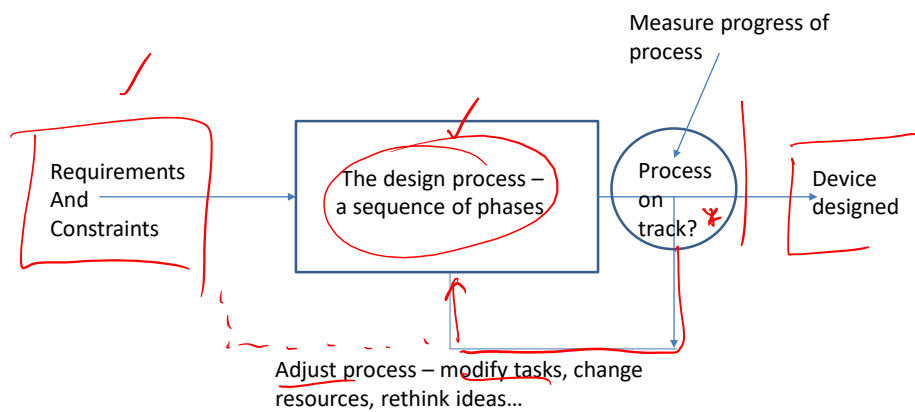 Measure progress of
process
Requirements
And
Constraints
The design process –
a sequence of phases
Process
on
track?
Device
designed
Adjust process – modify tasks, change
resources, rethink ideas...